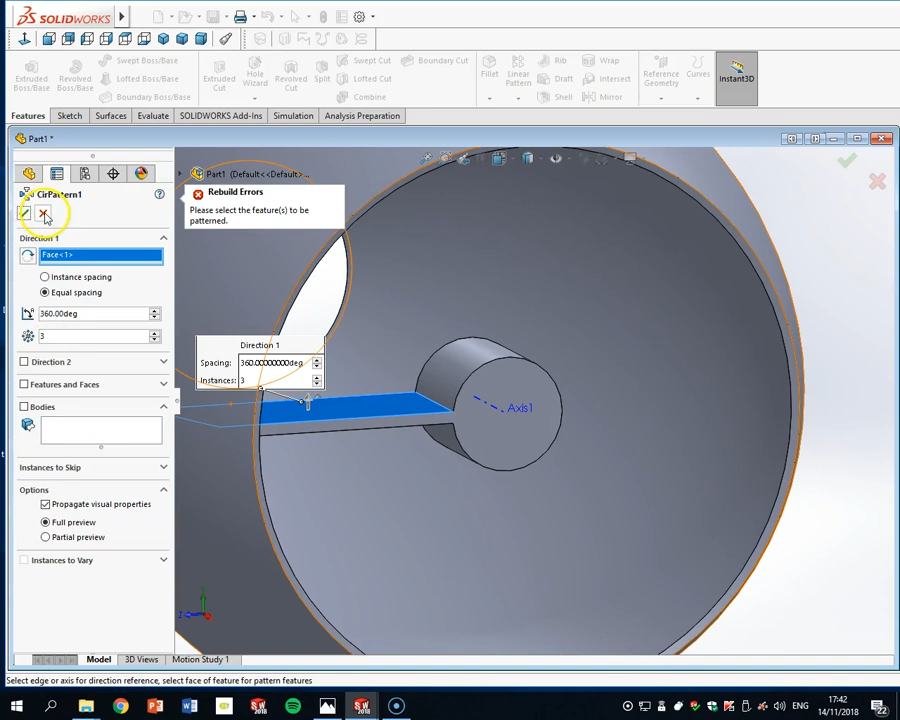 SOLIDWORKS
Extruded Boss/Base
Revolved Boss/Base
Swept Boss/Base
Lofted Boss/Base
Boundary Boss/Base
Extruded Cut
Hole Wizard
Revolved Cut
Split
Swept Cut
Lofted Cut
Combine
Boundary Cut
Fillet
Linear Pattern
Rib
Draft
Shell
Wrap
Intersect
Mirror
Reference Geometry
Curves
Instant3D
Features
Sketch
Surfaces
Evaluate
SOLIDWORKS Add-Ins
Simulation
Analysis Preparation
Part1 *
Part1 (Default<<Default>...
CirPattern1
Rebuild Errors
Please select the feature(s) to be
patterned.
Direction 1
Face<1>
Instance spacing
Equal spacing
360.00deg
3
Direction 2
Features and Faces
Bodies
Instances to Skip
Options
Propagate visual properties
Full preview
Partial preview
Instances to Vary
Direction 1
Spacing: 360.00000000deg
Instances: 3
Axis1
Model
3D Views
Motion Study 1
Select edge or axis for direction reference, select face of feature for pattern features
ENG
17:42
14/11/2018
22